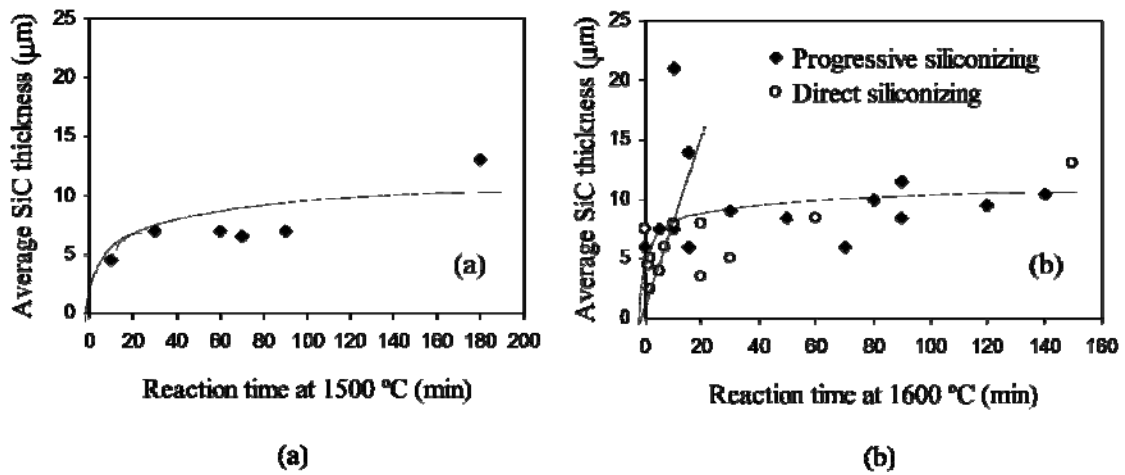 Average SiC thickness (μm)
25
20
15
10
5
0
0 20 40 60 80 100 120 140 160 180 200
(a)
Reaction time at 1500 ºC (min)
(a)
Average SiC thickness (μm)
25
20
15
10
5
0
Progressive siliconizing
Direct siliconizing
(b)
0 20 40 60 80 100 120 140 160
Reaction time at 1600 ºC (min)
(b)